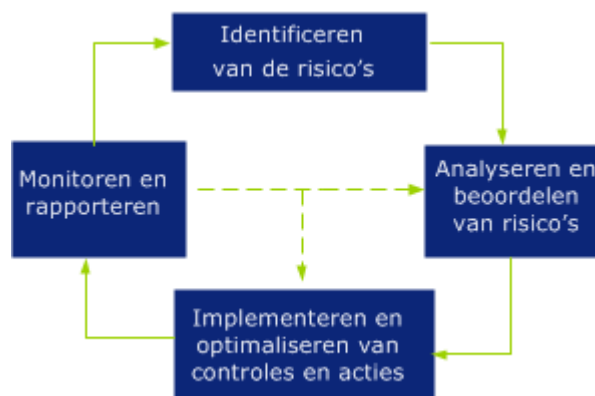 Identificeren
van de risico's
Monitoren en
rapporteren
Analyseren en
beoordelen
van risico's
Implementeren en
optimaliseren van
controles en acties